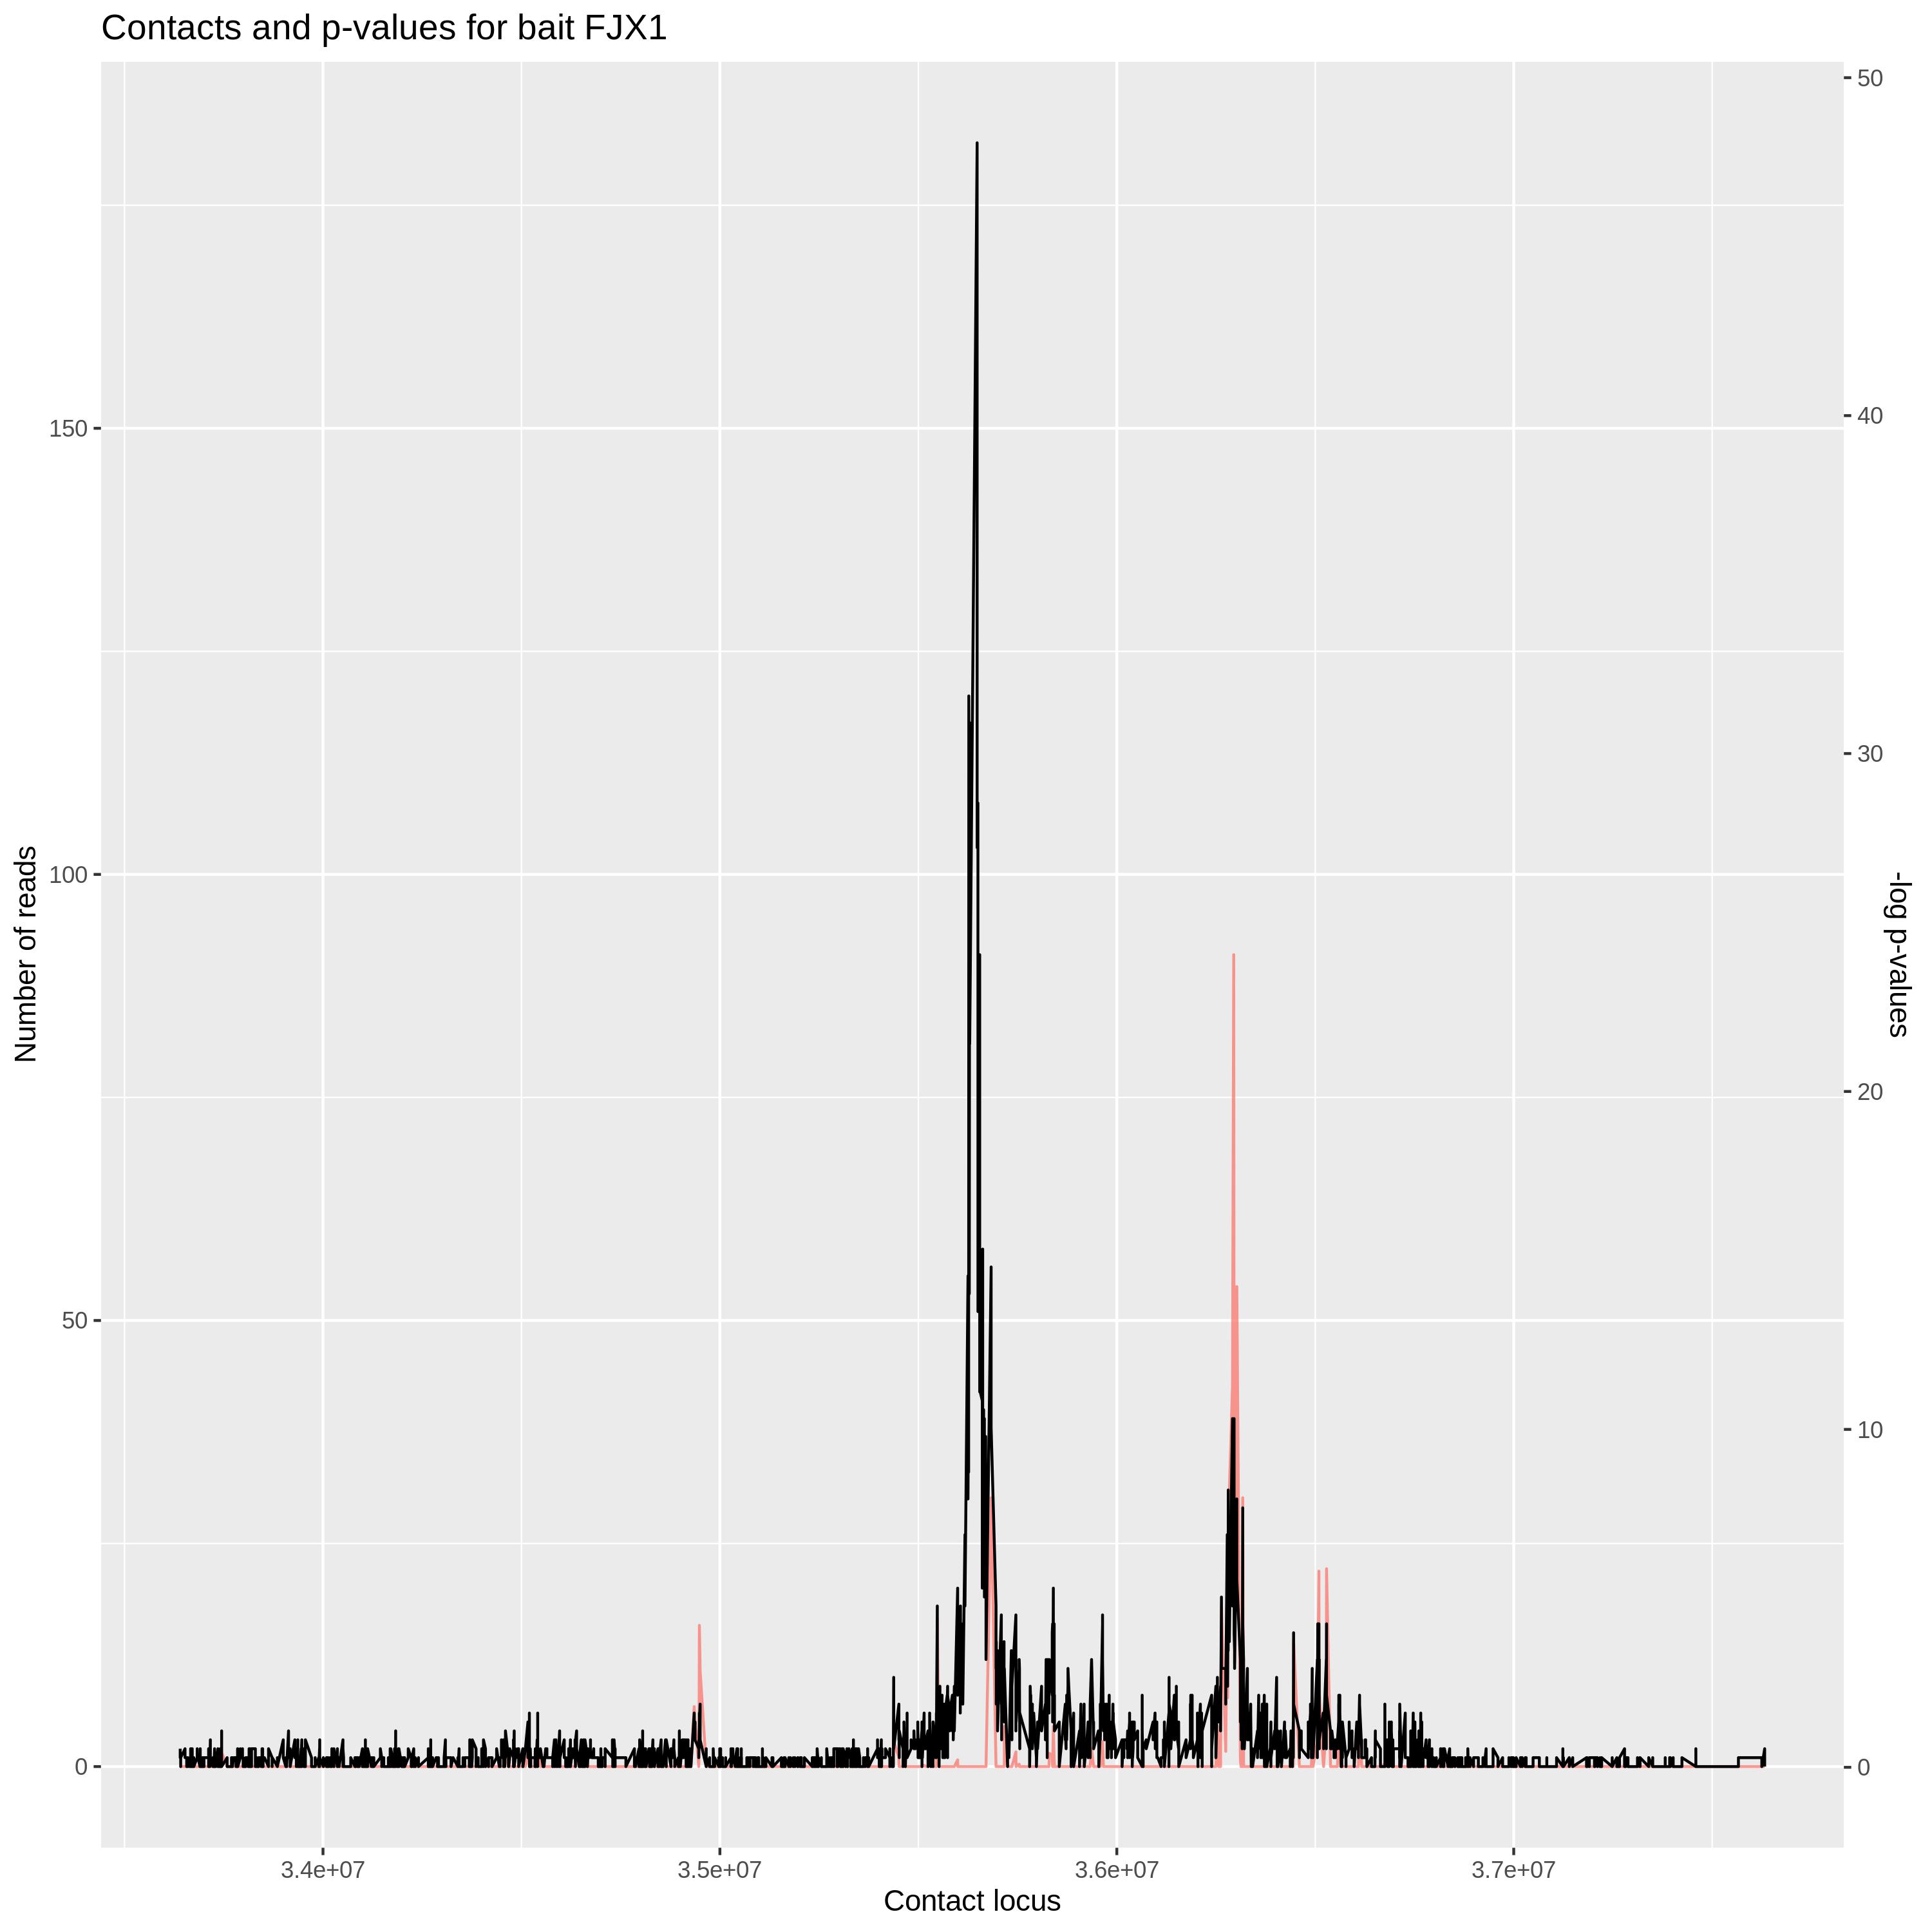 Contacts and p-values for bait FJX1
Number of reads
150
100
50
0
50
40
30
20
10
0
-log p-values
3.4e+07
3.5e+07
3.6e+07
3.7e+07
Contact locus